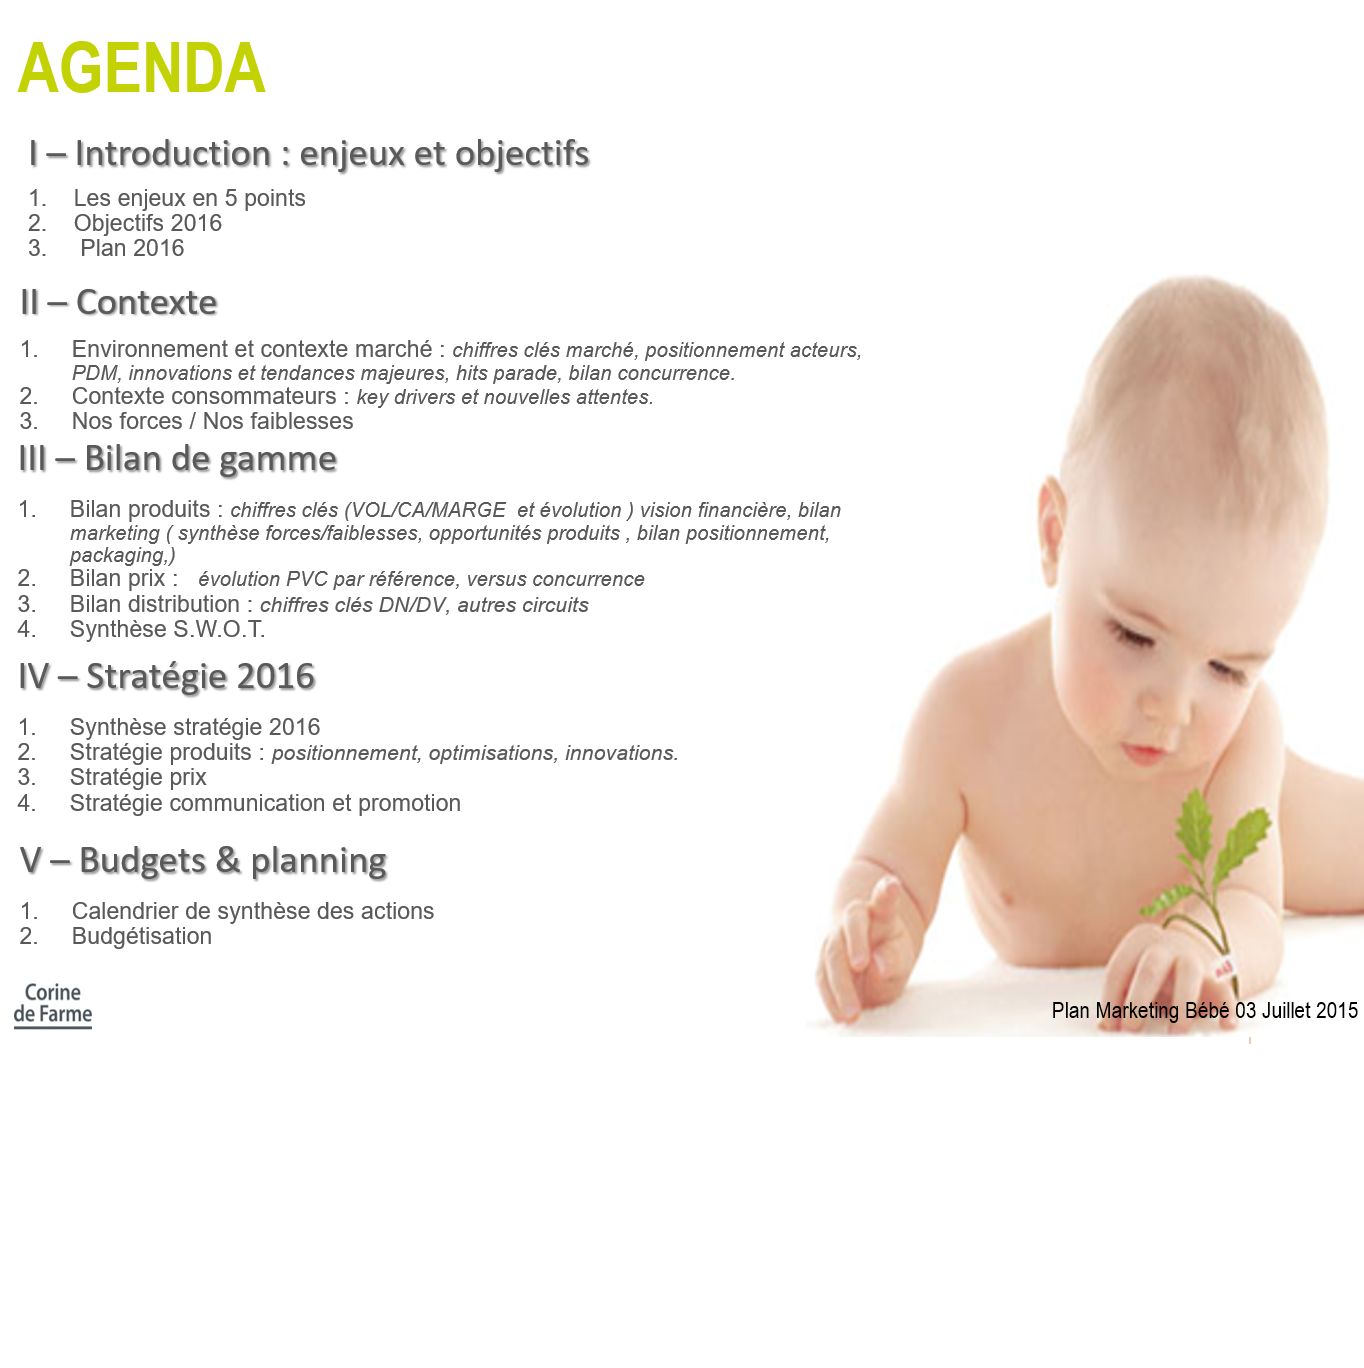 AGENDA
I – Introduction : enjeux et objectifs
1. Les enjeux en 5 points
2. Objectifs 2016
3. Plan 2016
II – Contexte
1. Environnement et contexte marché : chiffres clés marché, positionnement acteurs,
PDM, innovations et tendances majeures, hits parade, bilan concurrence.
2. Contexte consommateurs : key drivers et nouvelles attentes.
3. Nos forces / Nos faiblesses
III – Bilan de gamme
1. Bilan produits : chiffres clés (VOL/CA/MARGE et évolution ) vision financière, bilan
marketing ( synthèse forces/faiblesses, opportunités produits , bilan positionnement,
packaging,)
2. Bilan prix : évolution PVC par référence, versus concurrence
3. Bilan distribution : chiffres clés DN/DV, autres circuits
4. Synthèse S.W.O.T.
IV – Stratégie 2016
1. Synthèse stratégie 2016
2. Stratégie produits : positionnement, optimisations, innovations.
3. Stratégie prix
4. Stratégie communication et promotion
V – Budgets & planning
1. Calendrier de synthèse des actions
2. Budgétisation
Corine
de Farme
Plan Marketing Bébé 03 Juillet 2015